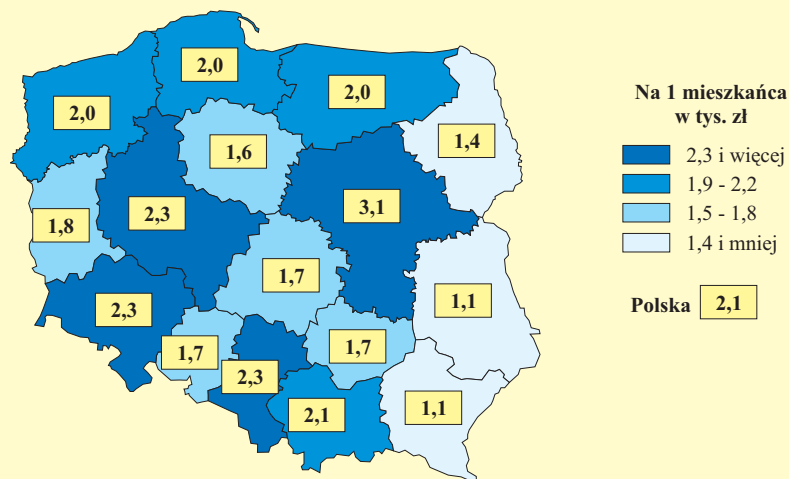 2,0
2,0
2,0
1,4
1,6
1,8
2,3
3,1
1,7
2,3
1,1
1,7
1,7
2,3
2,1
1,1
Na 1 mieszkańca
w tys. zł
2,3 i więcej
1,9 - 2,2
1,5 - 1,8
1,4 i mniej
Polska 2,1